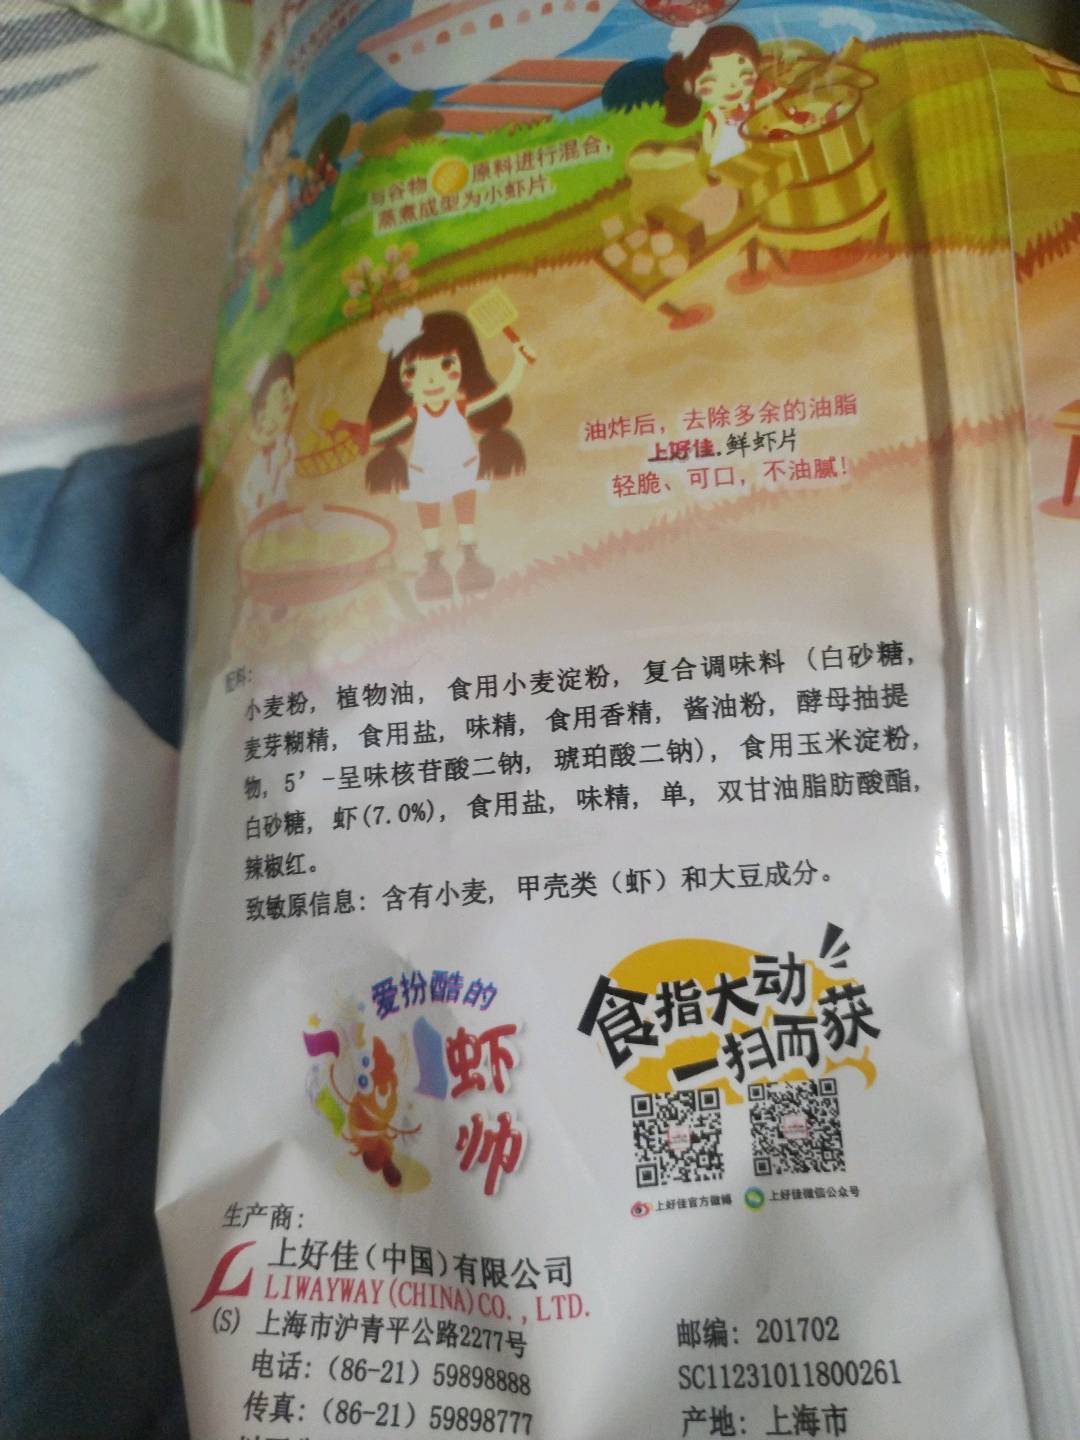 与谷物 原料进行混合，
蒸煮成型为小虾片.
油炸后，去除多余的油脂
上好佳.鲜虾片
轻脆、可口，不油腻！
配料：
小麦粉，植物油，食用小麦淀粉，复合调味料（白砂糖，
麦芽糊精，食用盐，味精，食用香精，酱油粉，酵母抽提
物，5’-呈味核苷酸二钠，琥珀酸二钠），食用玉米淀粉，
白砂糖，虾(7.0%)，食用盐，味精，单，双甘油脂肪酸酯，
辣椒红。
致敏原信息：含有小麦，甲壳类（虾）和大豆成分。
爱扮酷的
虾帅
食指大动
一扫而获
上好佳官方微博
上好佳微信公众号
生产商：
上好佳(中国)有限公司
LIWAYWAY(CHINA)CO.,LTD.
(S) 上海市沪青平公路2277号
电话：(86-21) 59898888
传真：(86-21) 59898777
邮编：201702
SC11231011800261
产地：上海市